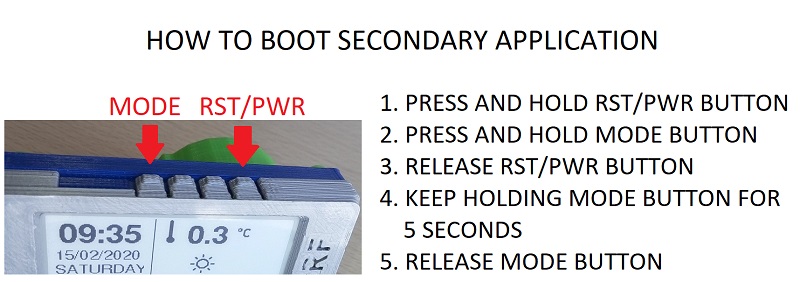 HOW TO BOOT SECONDARY APPLICATION
MODE RST/PWR
1. PRESS AND HOLD RST/PWR BUTTON
2. PRESS AND HOLD MODE BUTTON
3. RELEASE RST/PWR BUTTON
4. KEEP HOLDING MODE BUTTON FOR
5 SECONDS
5. RELEASE MODE BUTTON
09:35
0.3 °C
15/02/2020
SATURDAY
RF